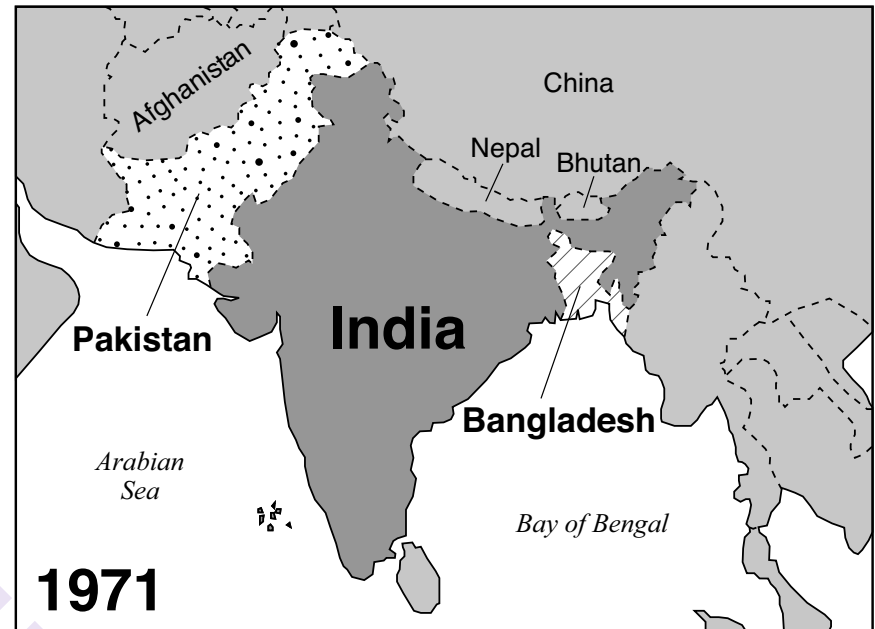 Afghanistan
China
Nepal
Bhutan
Pakistan
India
Bangladesh
Arabian
Sea
Bay of Bengal
1971